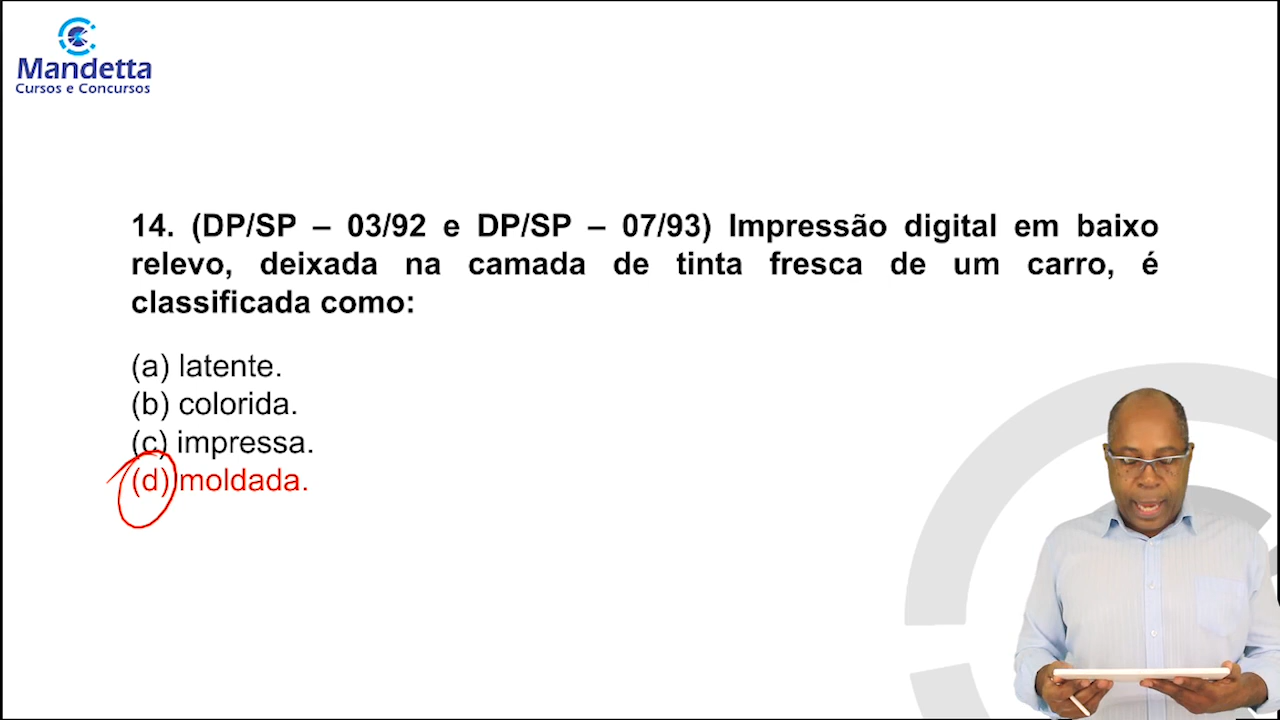 Mandetta
Cursos e Concursos
14. (DP/SP – 03/92 e DP/SP – 07/93) Impressão digital em baixo
relevo, deixada na camada de tinta fresca de um carro, é
classificada como:
(a) latente.
(b) colorida.
(c) impressa.
(d) moldada.